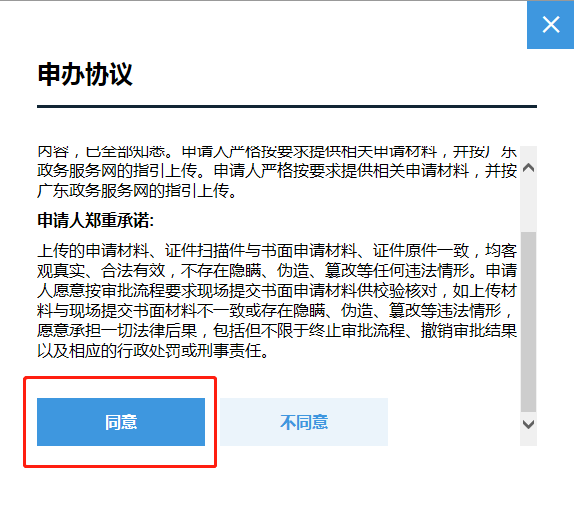 申办协议
内容，已全部知悉。申请人严格按要求提供相关申请材料，并按广东
政务服务网的指引上传。申请人严格按要求提供相关申请材料，并按
广东政务服务网的指引上传。
申请人郑重承诺:
上传的申请材料、证件扫描件与书面申请材料、证件原件一致，均客
观真实、合法有效，不存在隐瞒、伪造、篡改等任何违法情形。申请
人愿意按审批流程要求现场提交书面申请材料供校验核对，如上传材
料与现场提交书面材料不一致或存在隐瞒、伪造、篡改等违法情形，
愿意承担一切法律后果，包括但不限于终止审批流程、撤销审批结果
以及相应的行政处罚或刑事责任。
同意
不同意